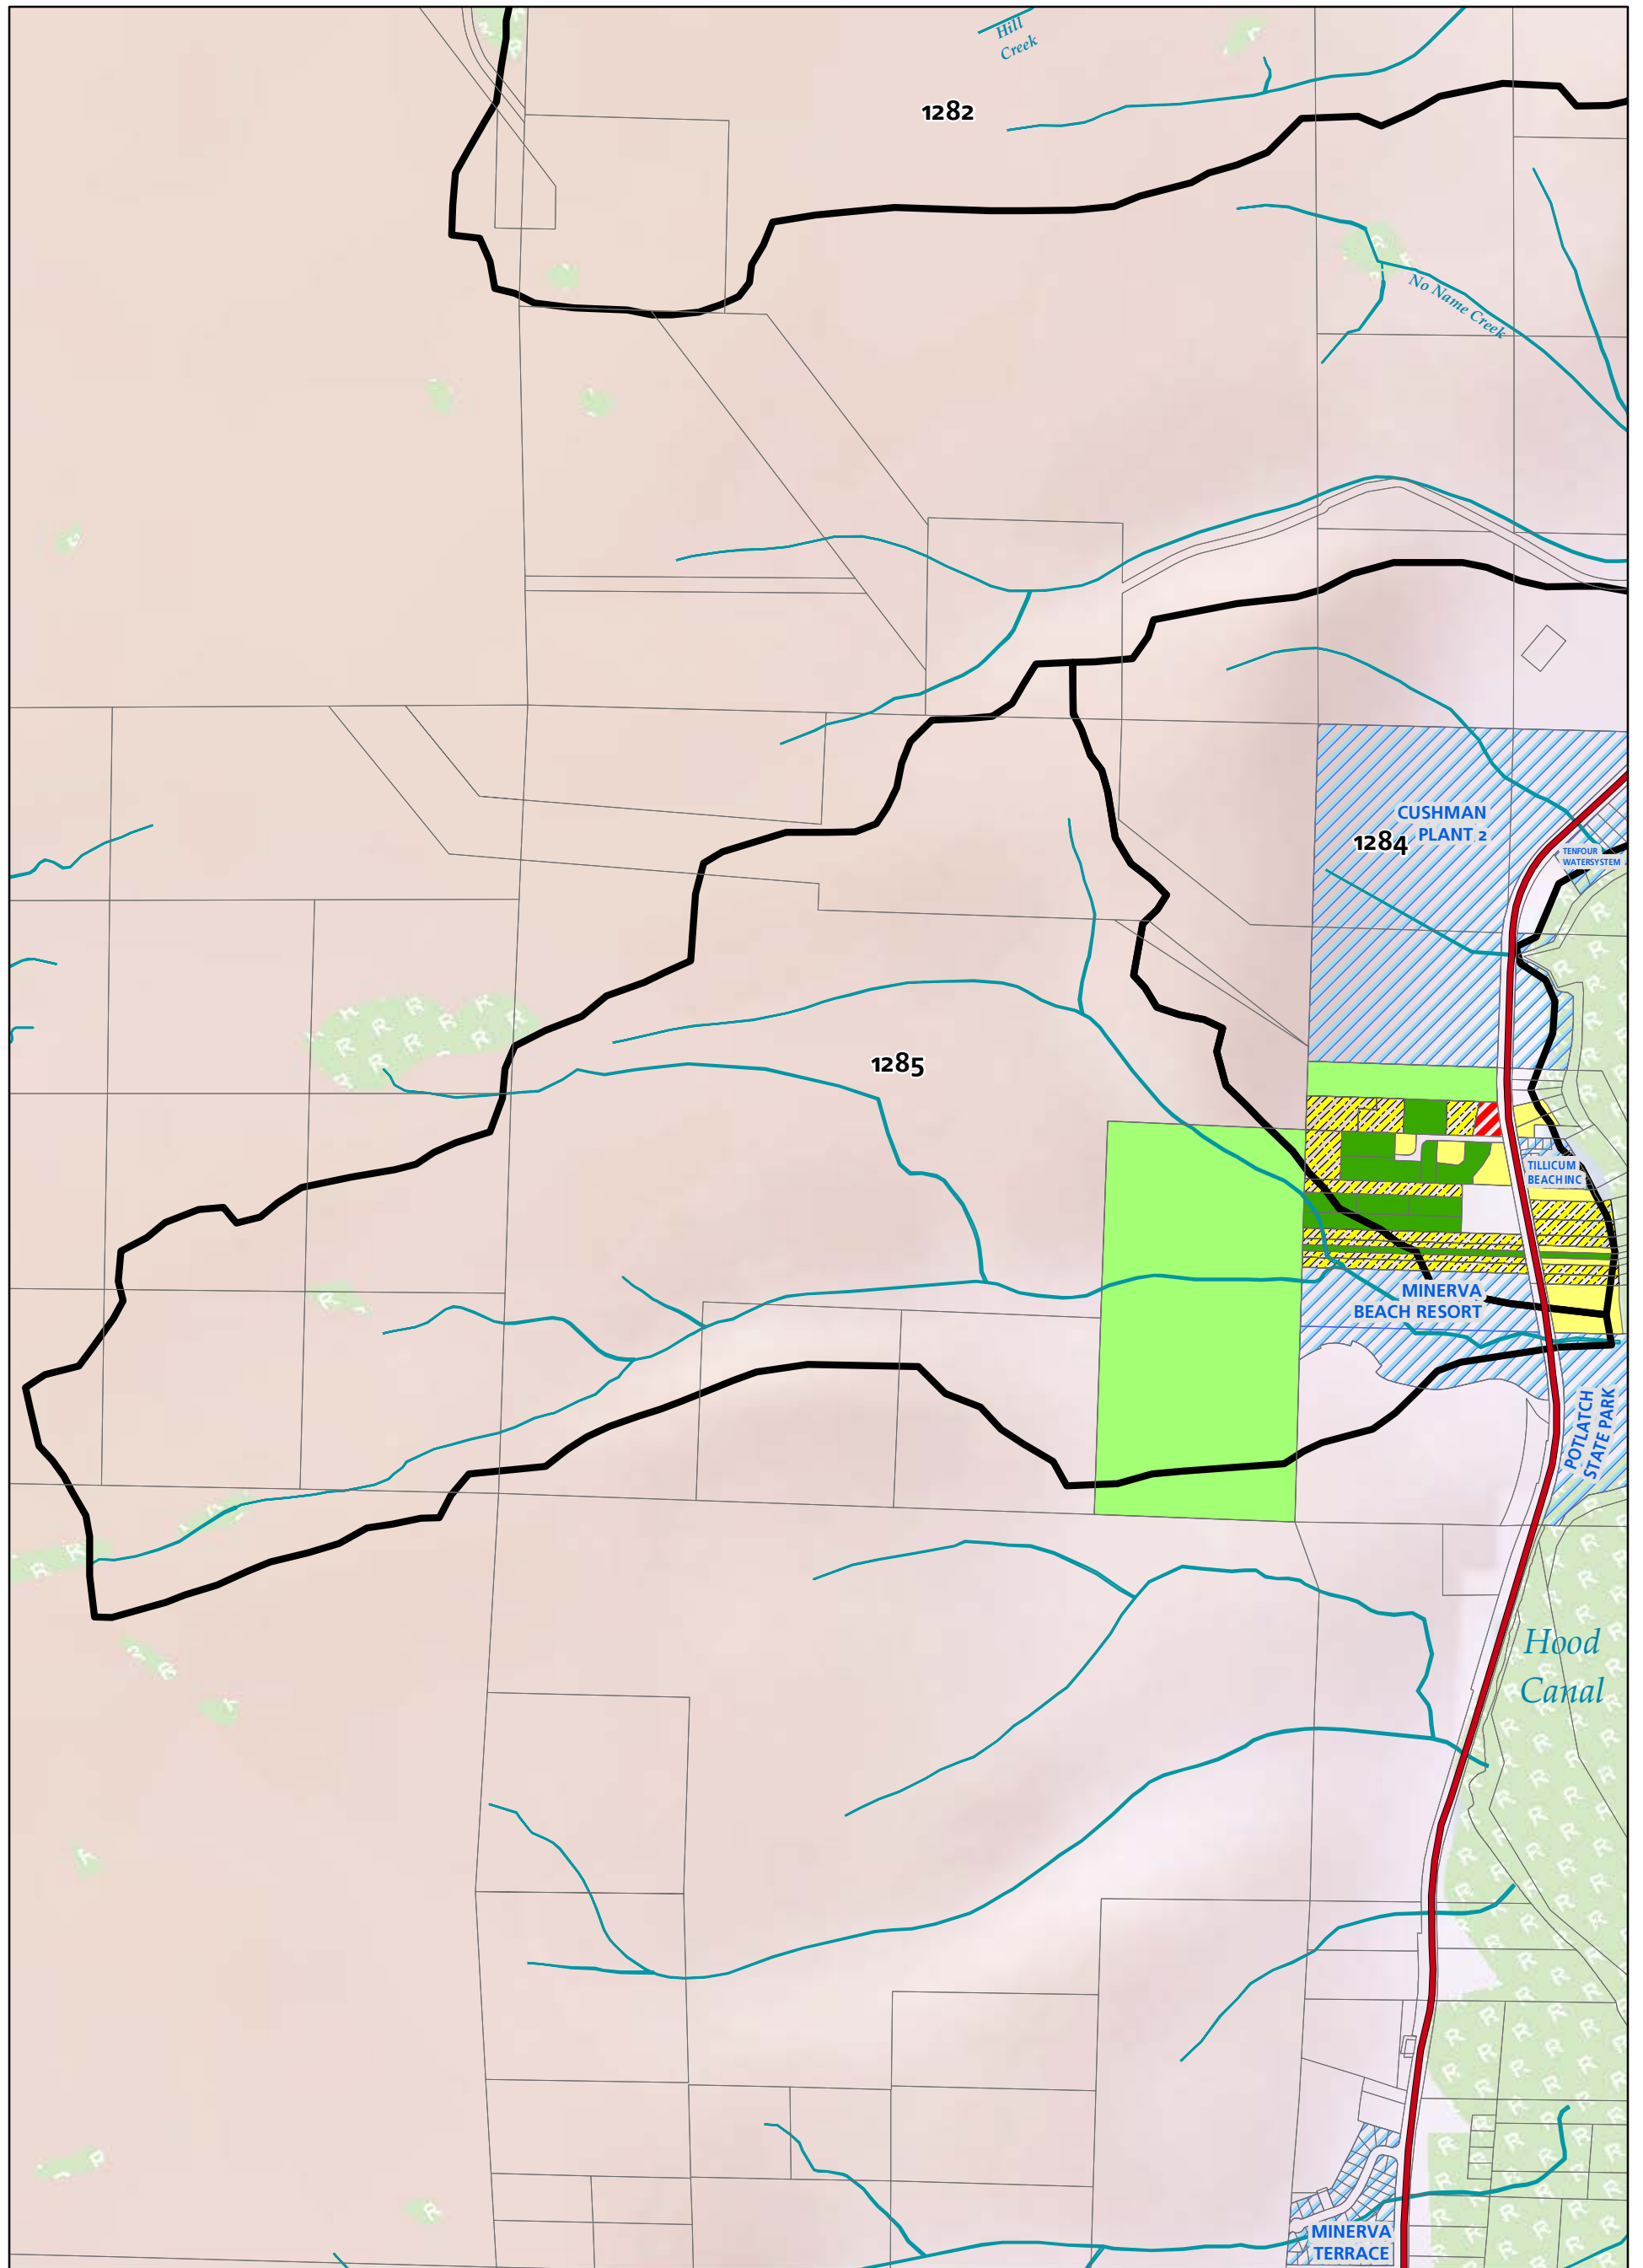 Hill
Creek
1282
No Name Creek
CUSHMAN
PLANT 2
1284
TENFOUR
WATERSYSTEM
1285
TILLICUM
BEACH INC
MINERVA
BEACH RESORT
POTLATCH
STATE PARK
Hood
Canal
MINERVA
TERRACE